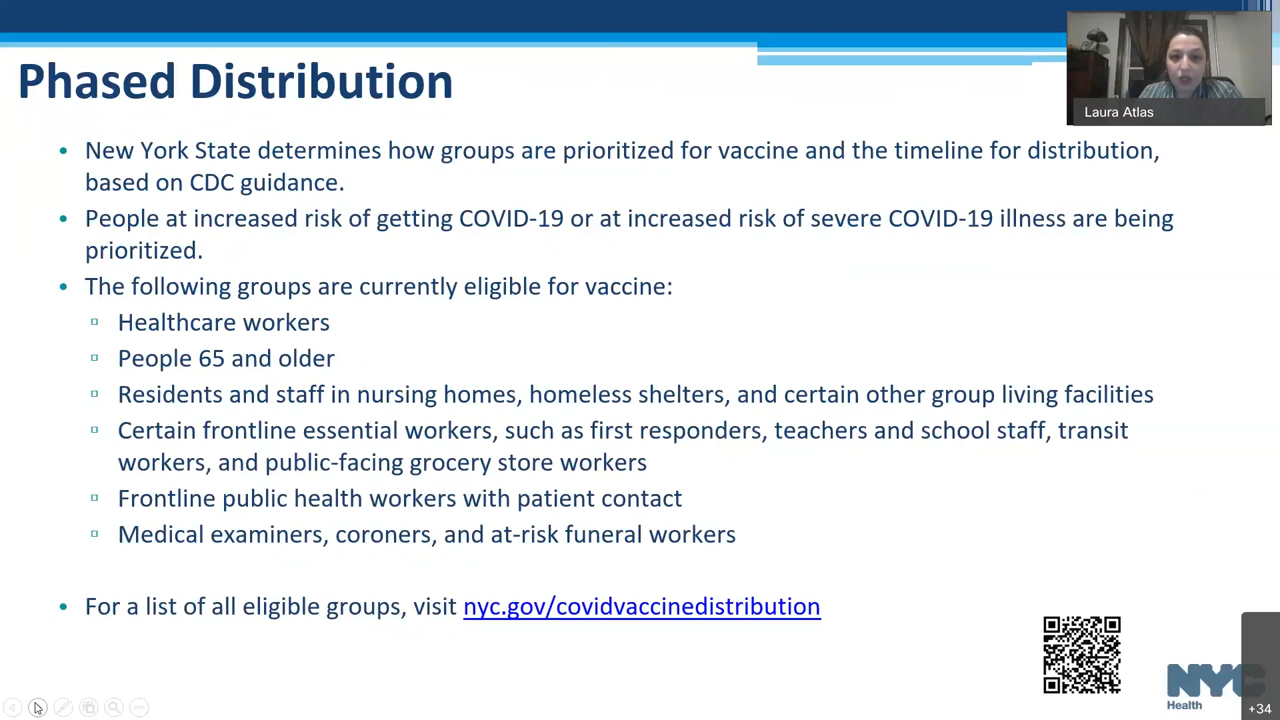 Phased Distribution
Laura Atlas
• New York State determines how groups are prioritized for vaccine and the timeline for distribution,
based on CDC guidance.
• People at increased risk of getting COVID-19 or at increased risk of severe COVID-19 illness are being
prioritized.
• The following groups are currently eligible for vaccine:
▫ Healthcare workers
▫ People 65 and older
▫ Residents and staff in nursing homes, homeless shelters, and certain other group living facilities
▫ Certain frontline essential workers, such as first responders, teachers and school staff, transit
workers, and public-facing grocery store workers
▫ Frontline public health workers with patient contact
▫ Medical examiners, coroners, and at-risk funeral workers
• For a list of all eligible groups, visit nyc.gov/covidvaccinedistribution
NYC
Health
+34